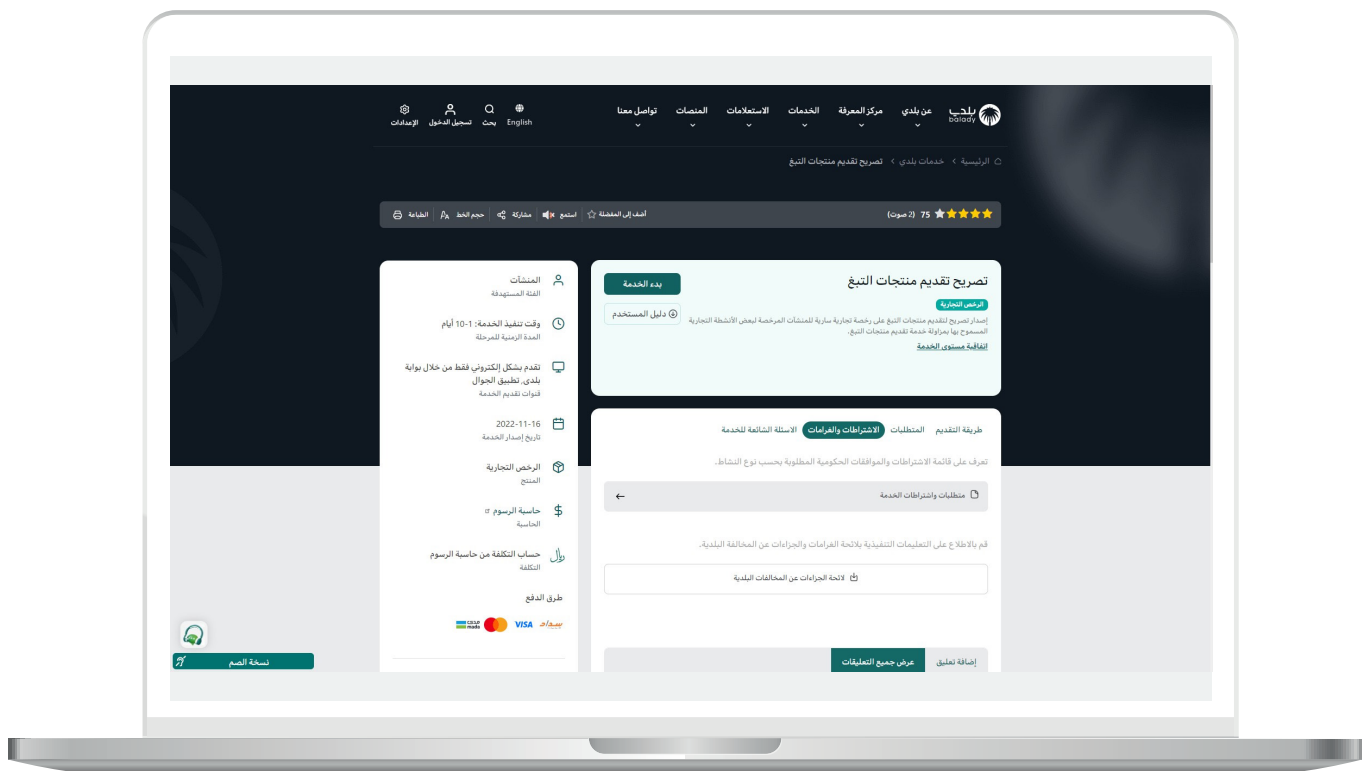 بلدي
balady
عن بلدي
مركز المعرفة
الخدمات
الاستعلامات
المنصات
تواصل معنا
English
بحث
تسجيل الدخول
الإعدادات
الرئيسية › خدمات بلدي › تصريح تقديم منتجات التبغ
75 (2 صوت)
أضف إلى المفضلة
استمع
مشاركة
حجم الخط
الطباعة
تصريح تقديم منتجات التبغ
الرخص التجارية
إصدار تصريح لتقديم منتجات التبغ على رخصة تجارية سارية للمنشآت المرخصة لبعض الأنشطة التجارية
المسموح بها بمزاولة خدمة تقديم منتجات التبغ.
اتفاقية مستوى الخدمة
بدء الخدمة
دليل المستخدم
طريقة التقديم
المتطلبات
الاشتراطات والغرامات
الاسئلة الشائعة للخدمة
تعرف على قائمة الاشتراطات والموافقات الحكومية المطلوبة بحسب نوع النشاط.
متطلبات واشتراطات الخدمة
قم بالاطلاع على التعليمات التنفيذية بلائحة الغرامات والجزاءات عن المخالفة البلدية.
لائحة الجزاءات عن المخالفات البلدية
إضافة تعليق
عرض جميع التعليقات
المنشآت
الفئة المستهدفة
وقت تنفيذ الخدمة: 1-10 أيام
المدة الزمنية للمرحلة
تقدم بشكل إلكتروني فقط من خلال بوابة
بلدي, تطبيق الجوال
قنوات تقديم الخدمة
2022-11-16
تاريخ إصدار الخدمة
الرخص التجارية
المنتج
حاسبة الرسوم
الحاسبة
حساب التكلفة من حاسبة الرسوم
التكلفة
طرق الدفع
سداد
VISA
مدى
mada
نسخة الصم